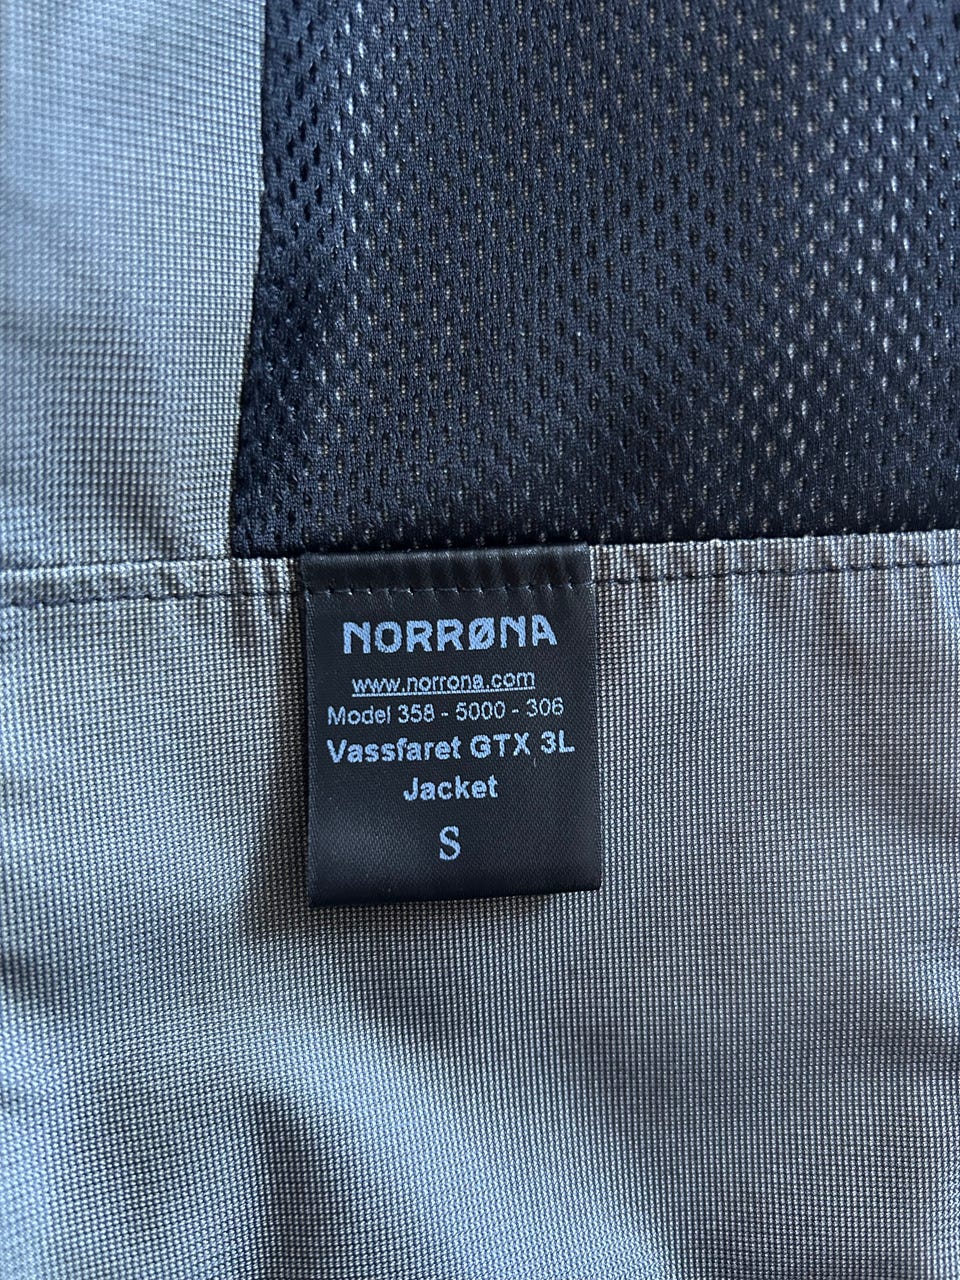 NORRØNA
www.norrona.com
Model 358 - 5000 - 306
Vassfaret GTX 3L
Jacket
S